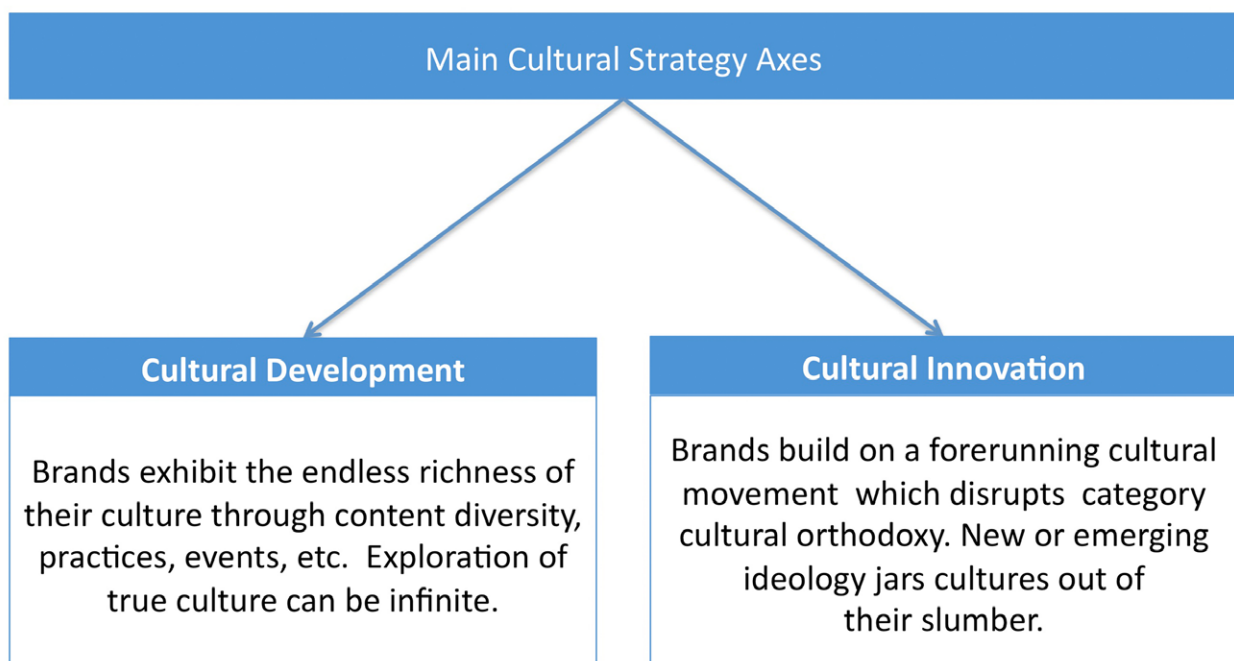 Main Cultural Strategy Axes
Cultural Development
Brands exhibit the endless richness of
their culture through content diversity,
practices, events, etc. Exploration of
true culture can be infinite.
Cultural Innovation
Brands build on a forerunning cultural
movement which disrupts category
cultural orthodoxy. New or emerging
ideology jars cultures out of
their slumber.